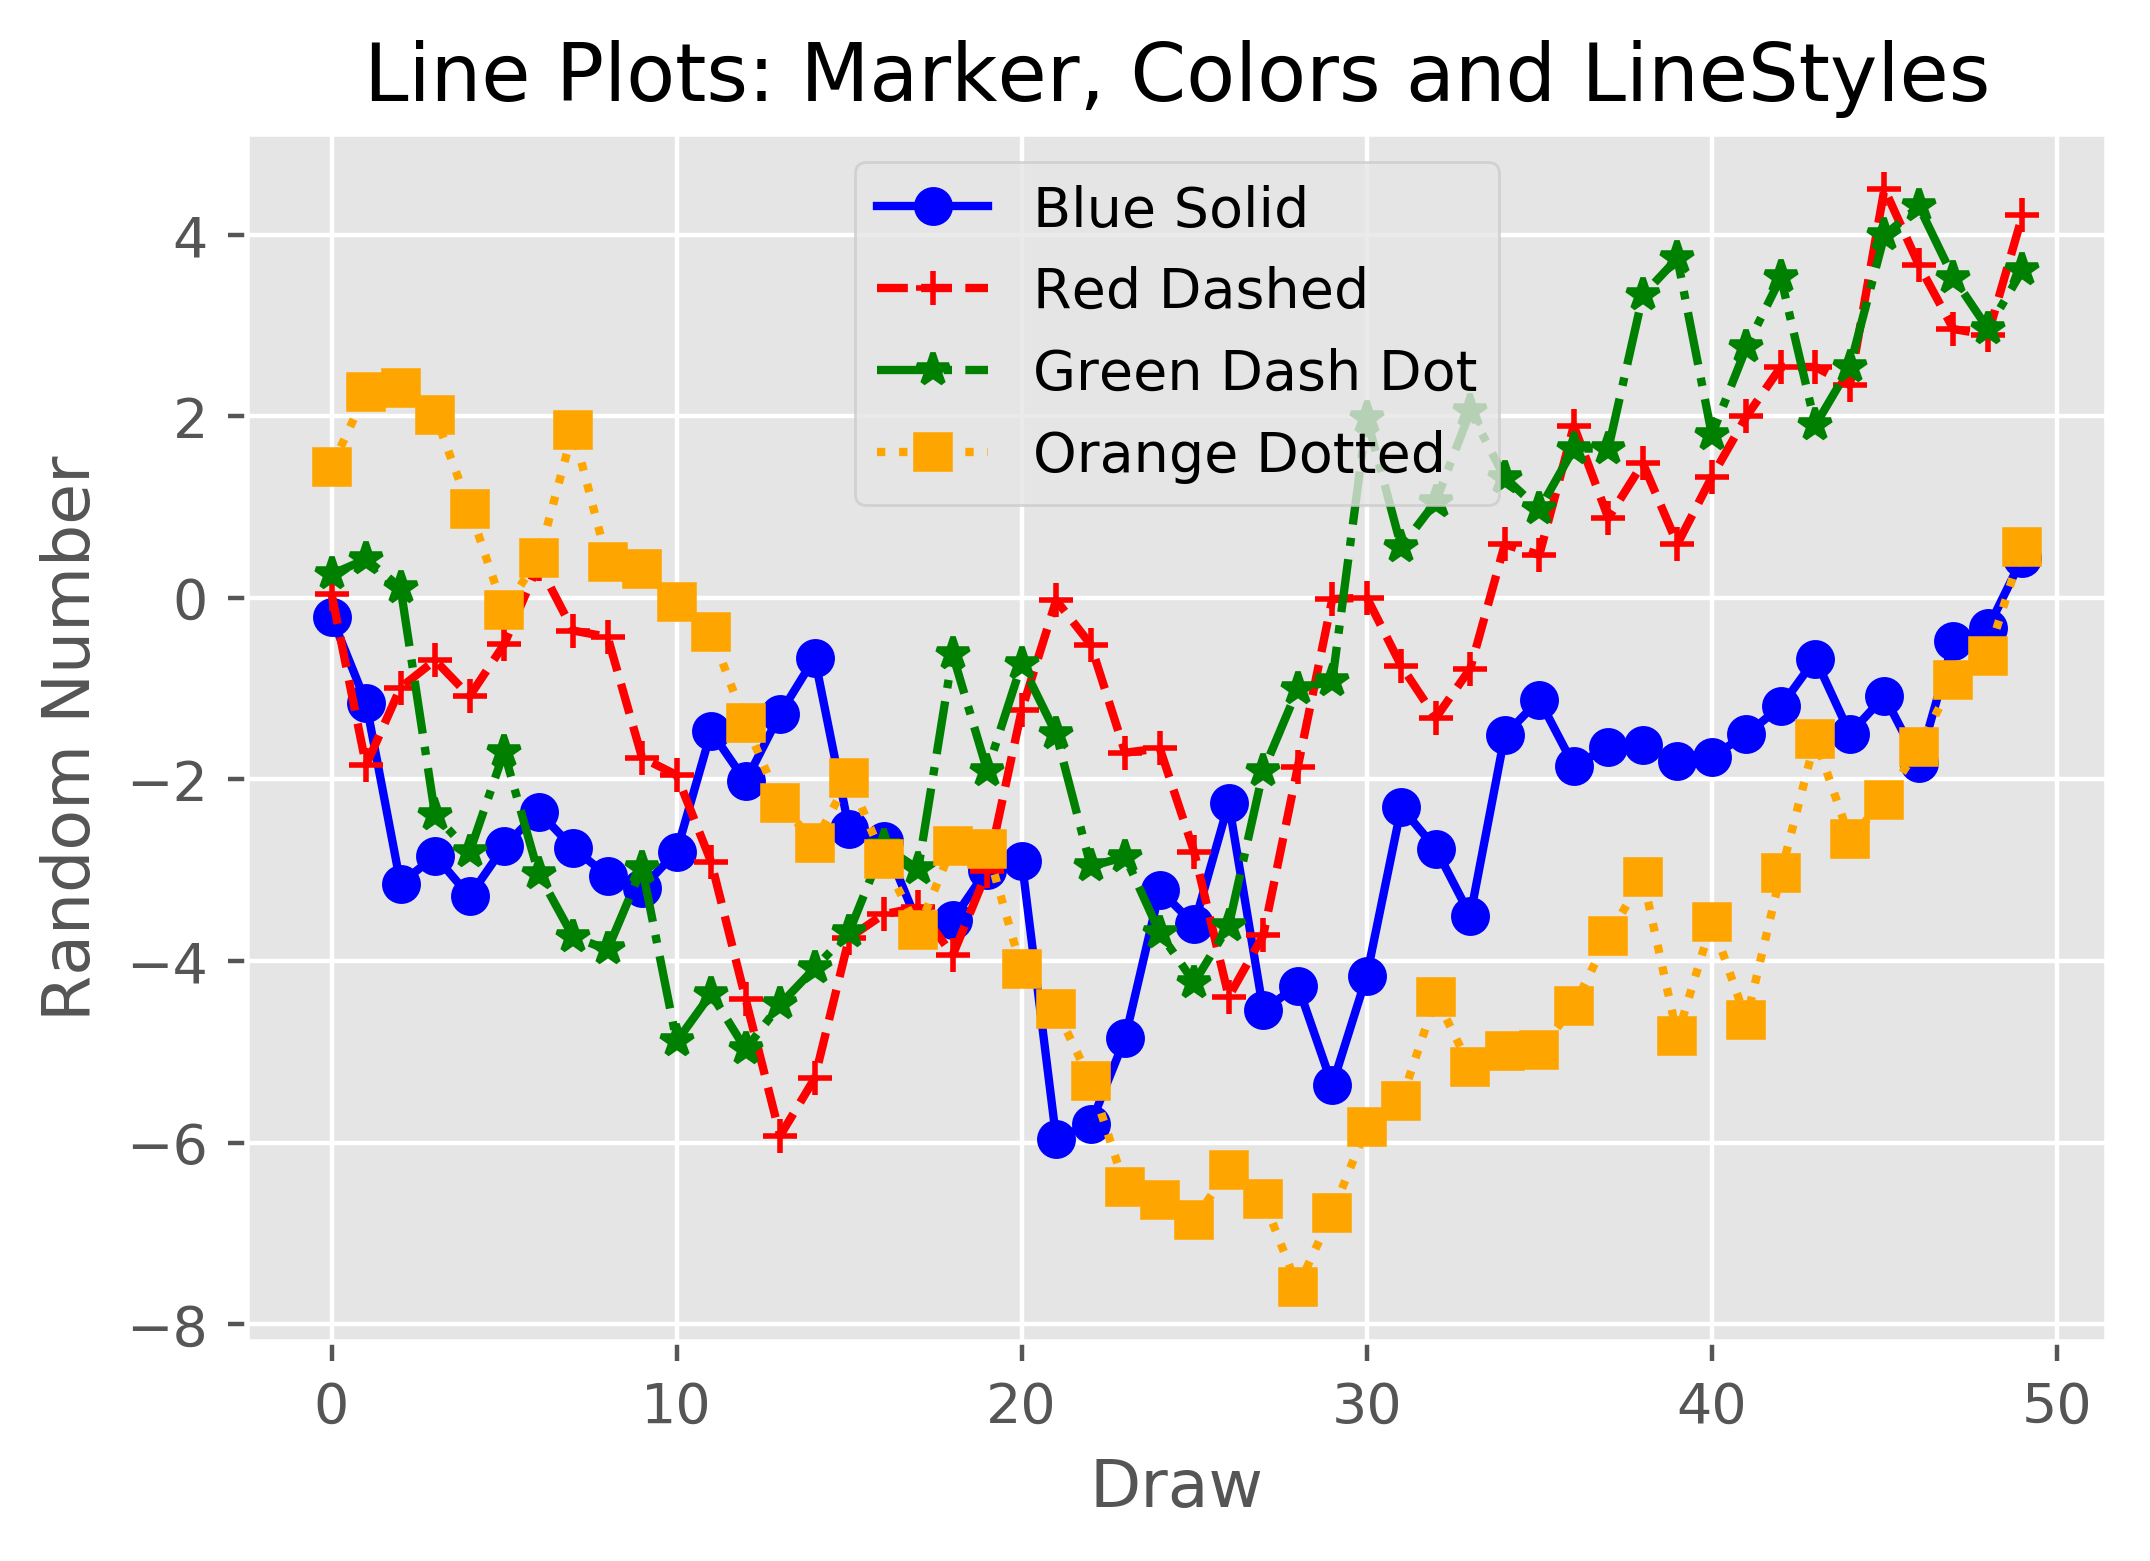 Line Plots: Marker, Colors and LineStyles
Blue Solid
Red Dashed
Green Dash Dot
Orange Dotted
Random Number
4
2
0
−2
−4
−6
−8
0 10 20 30 40 50
Draw